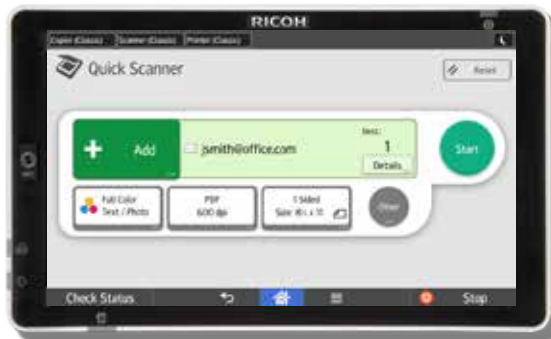 RICOH
Copier (Classic) Scanner (Classic) Printer (Classic)
Quick Scanner
Reset
Add
jsmith@office.com
Dest.:
1
Details
Start
Full Color
Text / Photo
PDF
600 dpi
1 Sided
Size: 8½ x 11
Other
Check Status
Stop